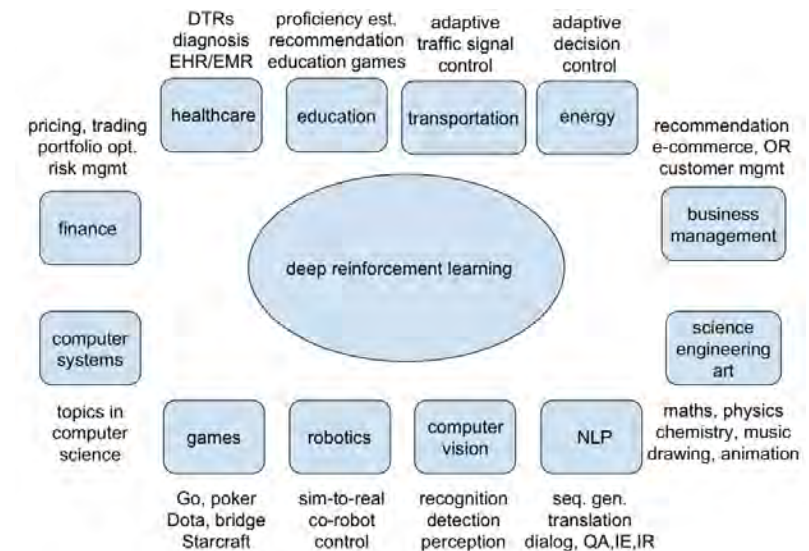 DTRs
diagnosis
EHR/EMR
healthcare
proficiency est.
recommendation
education games
education
adaptive
traffic signal
control
transportation
adaptive
decision
control
energy
pricing, trading
portfolio opt.
risk mgmt
finance
recommendation
e-commerce, OR
customer mgmt
business
management
deep reinforcement learning
computer
systems
topics in
computer
science
science
engineering
art
maths, physics
chemistry, music
drawing, animation
games
Go, poker
Dota, bridge
Starcraft
robotics
sim-to-real
co-robot
control
computer
vision
recognition
detection
perception
NLP
seq. gen.
translation
dialog, QA,IE,IR